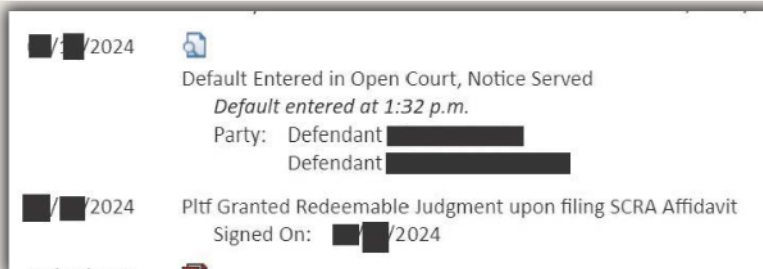 /2024
Default Entered in Open Court, Notice Served
Default entered at 1:32 p.m.
Party: Defendant
Defendant
/2024 Pltf Granted Redeemable Judgment upon filing SCRA Affidavit
Signed On: /2024